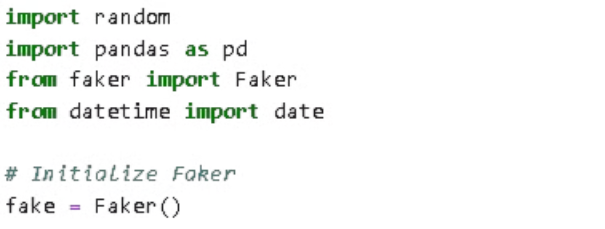 import random
import pandas as pd
from faker import Faker
from datetime import date
# Initialize Faker
fake = Faker()